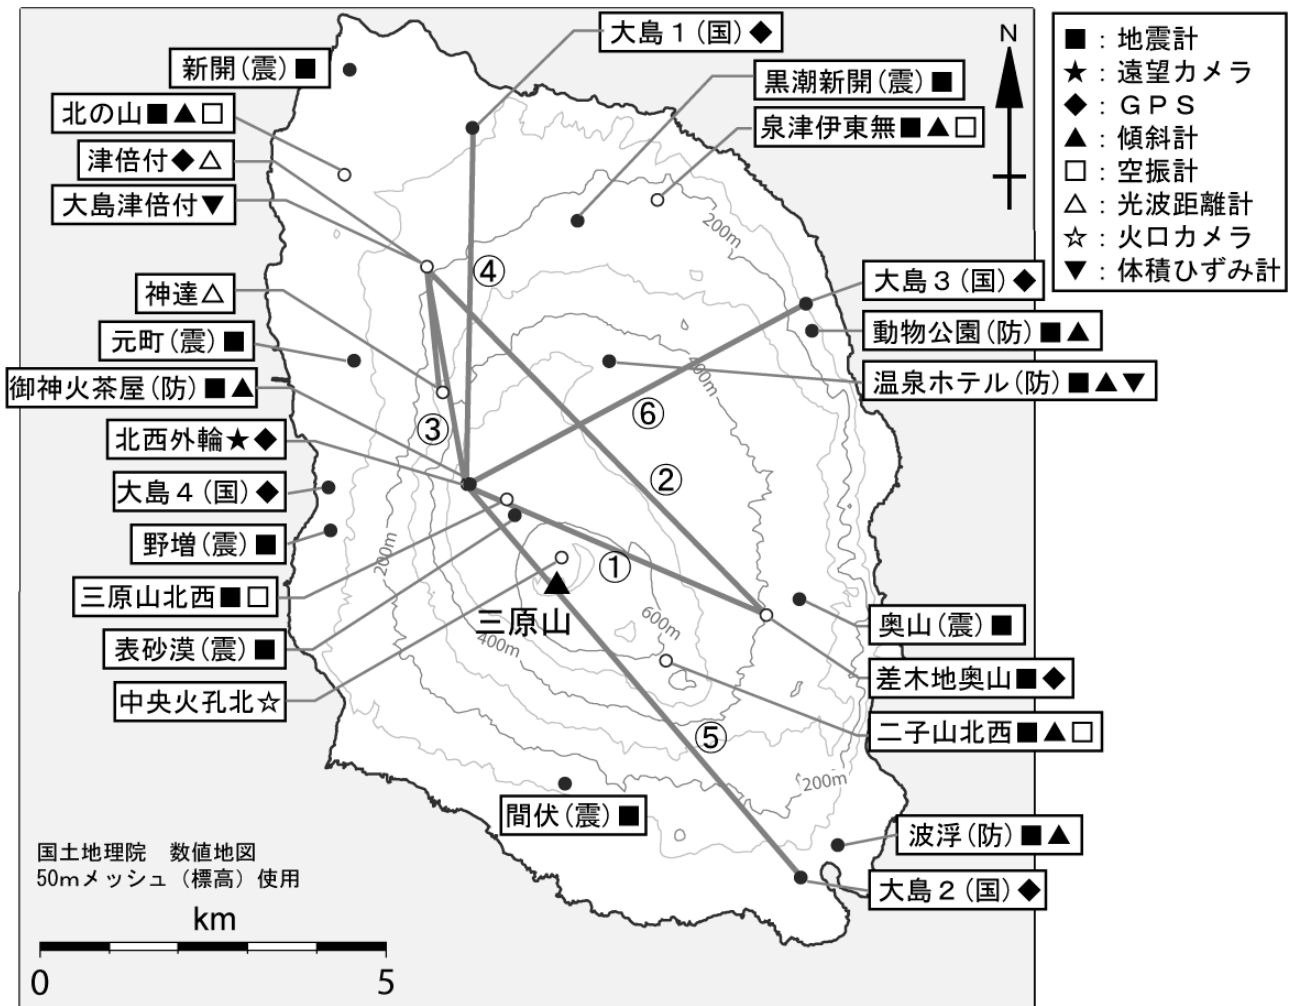 大島１(国)◆
新開(震)■
黒潮新開(震)■
北の山■▲□
泉津伊東無■▲□
津倍付◆△
大島津倍付▼
N
■：地震計
★：遠望カメラ
◆：ＧＰＳ
▲：傾斜計
□：空振計
△：光波距離計
☆：火口カメラ
▼：体積ひずみ計
200m
④
大島３(国)◆
神達△
動物公園(防)■▲
元町(震)■
温泉ホテル(防)■▲▼
御神火茶屋(防)■▲
400m
⑥
③
北西外輪★◆
②
大島４(国)◆
野増(震)■
200m
①
三原山北西■□
▲
三原山
600m
奥山(震)■
表砂漠(震)■
400m
差木地奥山■◆
中央火孔北☆
二子山北西■▲□
⑤
200m
間伏(震)■
波浮(防)■▲
大島２(国)◆
国土地理院　数値地図
50mメッシュ（標高）使用
km
0
5